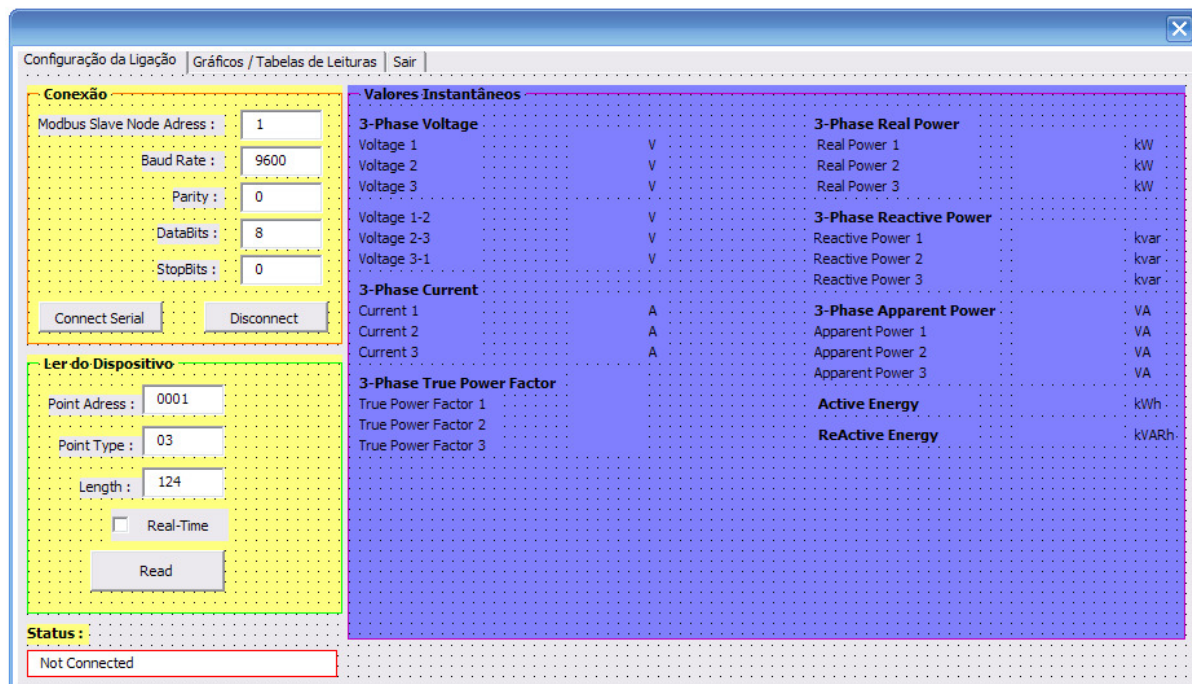 Configuração da Ligação
Gráficos / Tabelas de Leituras
Sair
Conexão
Modbus Slave Node Adress : 1
Baud Rate : 9600
Parity : 0
DataBits : 8
StopBits : 0
Connect Serial
Disconnect
Ler do Dispositivo
Point Adress : 0001
Point Type : 03
Length : 124
Real-Time
Read
Status :
Not Connected
Valores Instantâneos
3-Phase Voltage
Voltage 1 V
Voltage 2 V
Voltage 3 V
Voltage 1-2 V
Voltage 2-3 V
Voltage 3-1 V
3-Phase Current
Current 1 A
Current 2 A
Current 3 A
3-Phase True Power Factor
True Power Factor 1
True Power Factor 2
True Power Factor 3
3-Phase Real Power
Real Power 1 kW
Real Power 2 kW
Real Power 3 kW
3-Phase Reactive Power
Reactive Power 1 kvar
Reactive Power 2 kvar
Reactive Power 3 kvar
3-Phase Apparent Power VA
Apparent Power 1 VA
Apparent Power 2 VA
Apparent Power 3 VA
Active Energy kWh
ReActive Energy kVARh